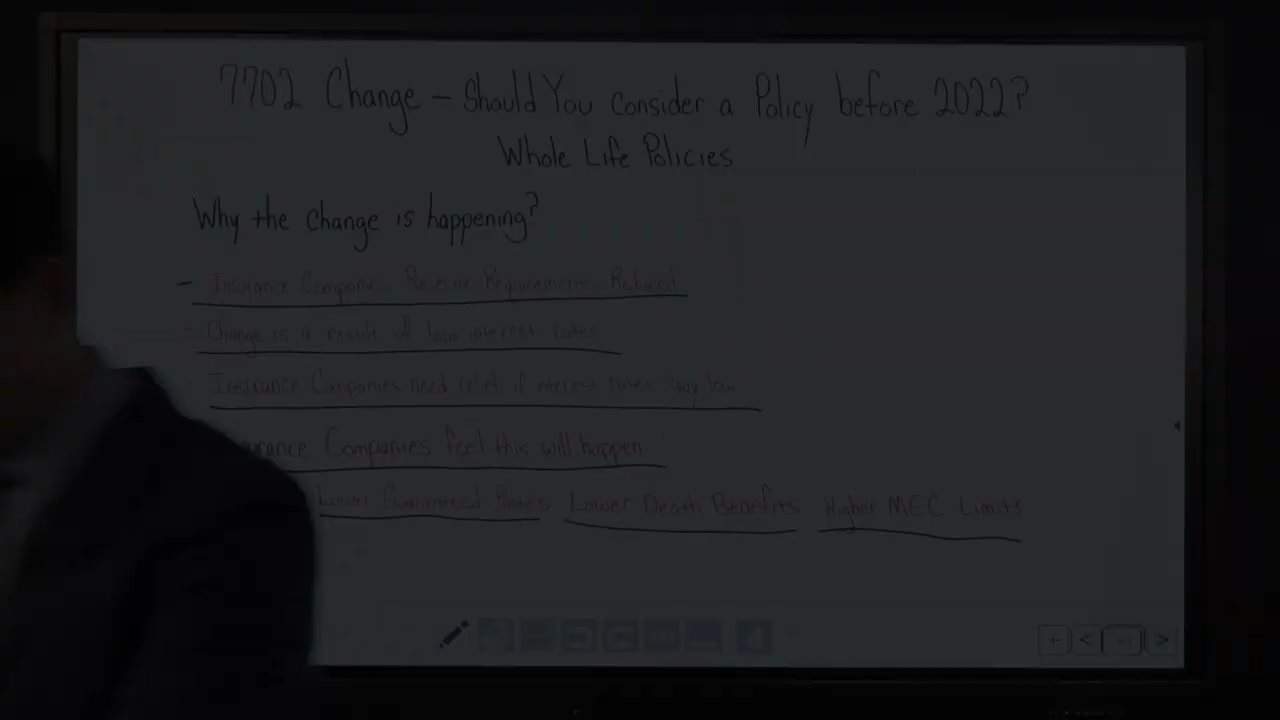 7702 Change - Should You Consider a Policy before 2022?
Whole Life Policies
Why the Change is happening?
- Insurance Companies Reserve Requirements Reduced
- Change is a result of low interest rates
- Insurance Companies need relief if interest rates stay low
Companies feel this will happen
Lower Guaranteed Rates Lower Death Benefits Higher MEC Limits